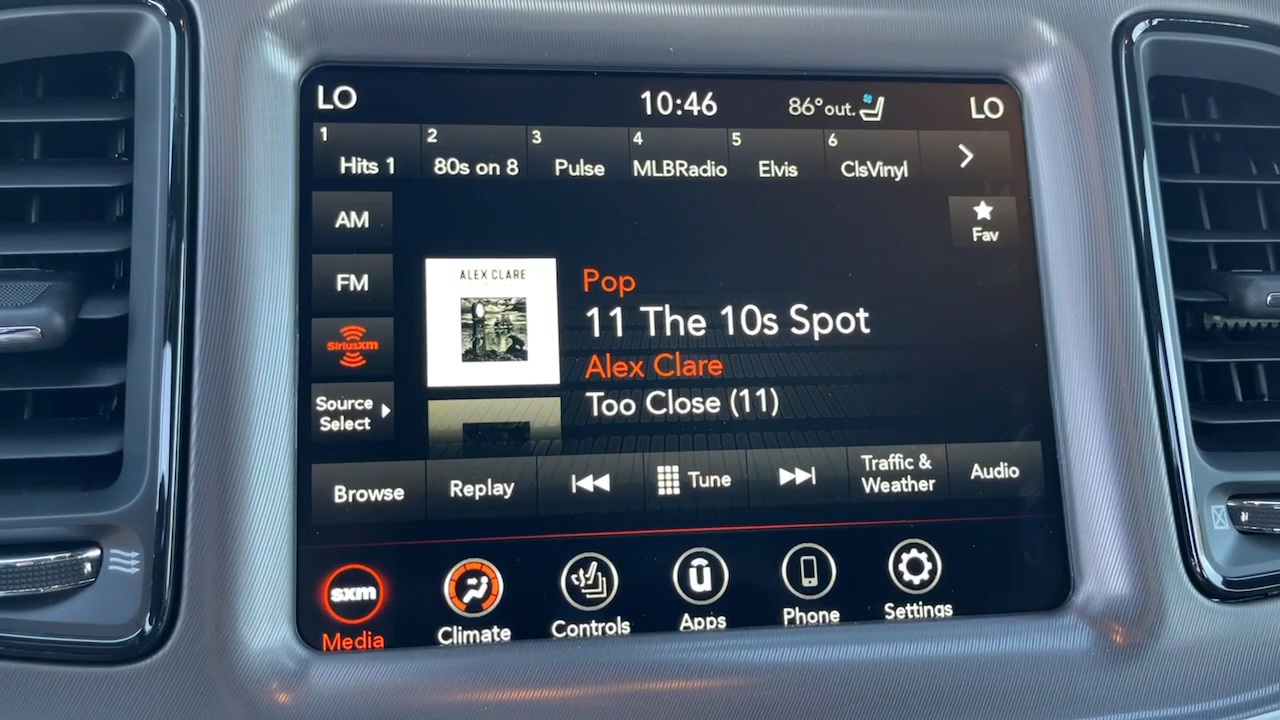 LO
10:46
86° out.
LO
1
Hits 1
2
80s on 8
3
Pulse
4
MLBRadio
5
Elvis
6
ClsVinyl
AM
FM
SiriusXm
Source
Select
Fav
ALEX CLARE
Pop
11 The 10s Spot
Alex Clare
Too Close (11)
Browse
Replay
Tune
Traffic &
Weather
Audio
sxm
Media
Climate
Controls
Apps
Phone
Settings